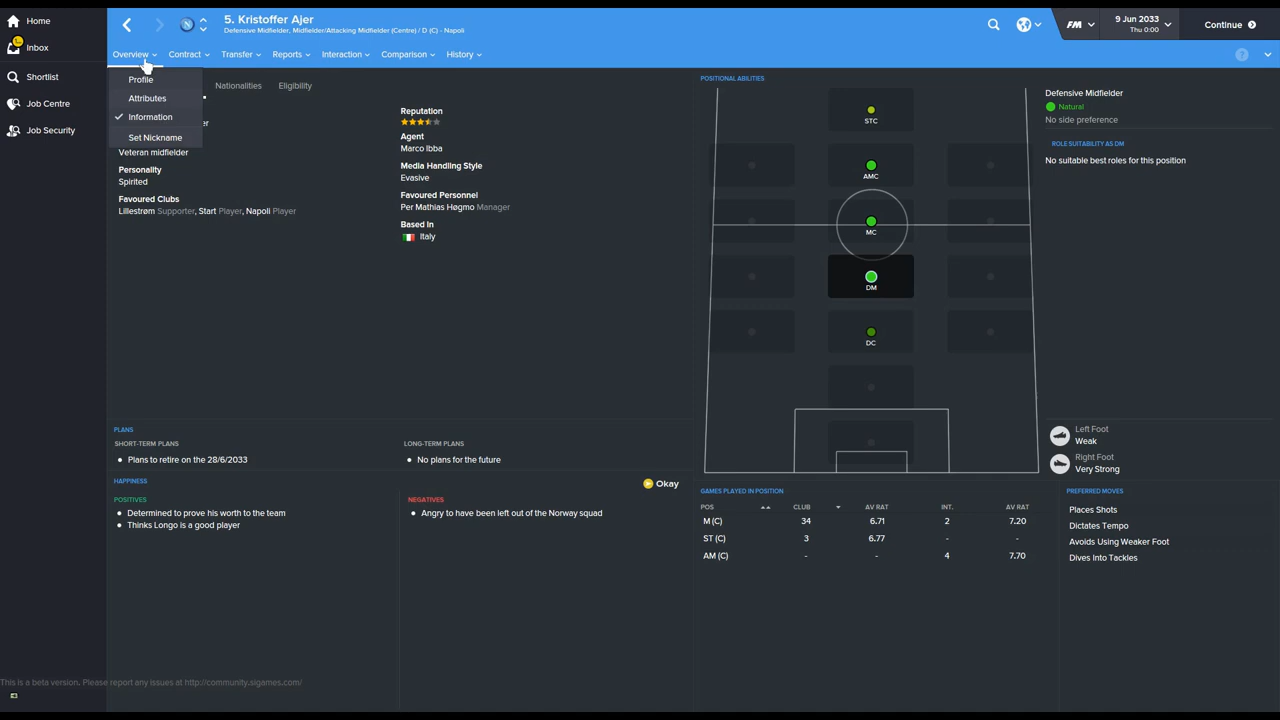 Home
Inbox
Shortlist
Job Centre
Job Security
5. Kristoffer Ajer
Defensive Midfielder, Midfielder/Attacking Midfielder (Centre) / D (C) - Napoli
FM
9 Jun 2033
Thu 0:00
Continue
Overview
Contract
Transfer
Reports
Interaction
Comparison
History
?
Profile
Attributes
Information
Set Nickname
Nationalities
Eligibility
er
Veteran midfielder
Personality
Spirited
Favoured Clubs
Lillestrøm Supporter, Start Player, Napoli Player
Reputation
Agent
Marco Ibba
Media Handling Style
Evasive
Favoured Personnel
Per Mathias Høgmo Manager
Based In
Italy
PLANS
SHORT-TERM PLANS
Plans to retire on the 28/6/2033
LONG-TERM PLANS
No plans for the future
HAPPINESS
Okay
POSITIVES
Determined to prove his worth to the team
Thinks Longo is a good player
NEGATIVES
Angry to have been left out of the Norway squad
POSITIONAL ABILITIES
STC
AMC
MC
DM
DC
Defensive Midfielder
Natural
No side preference
ROLE SUITABILITY AS DM
No suitable best roles for this position
Left Foot
Weak
Right Foot
Very Strong
GAMES PLAYED IN POSITION
POS CLUB AV RAT INT. AV RAT
M (C) 34 6.71 2 7.20
ST (C) 3 6.77 - -
AM (C) - - 4 7.70
PREFERRED MOVES
Places Shots
Dictates Tempo
Avoids Using Weaker Foot
Dives Into Tackles
This is a beta version. Please report any issues at http://community.sigames.com/